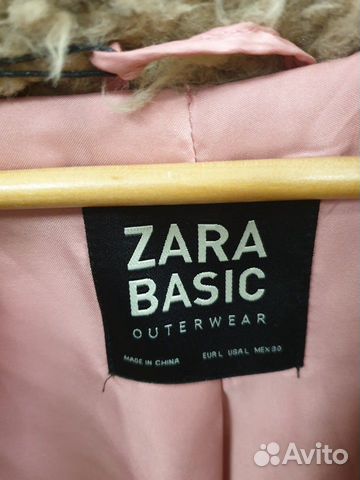 ZARA
BASIC
OUTERWEAR
MADE IN CHINA EUR L USA L MEX 30
Avito